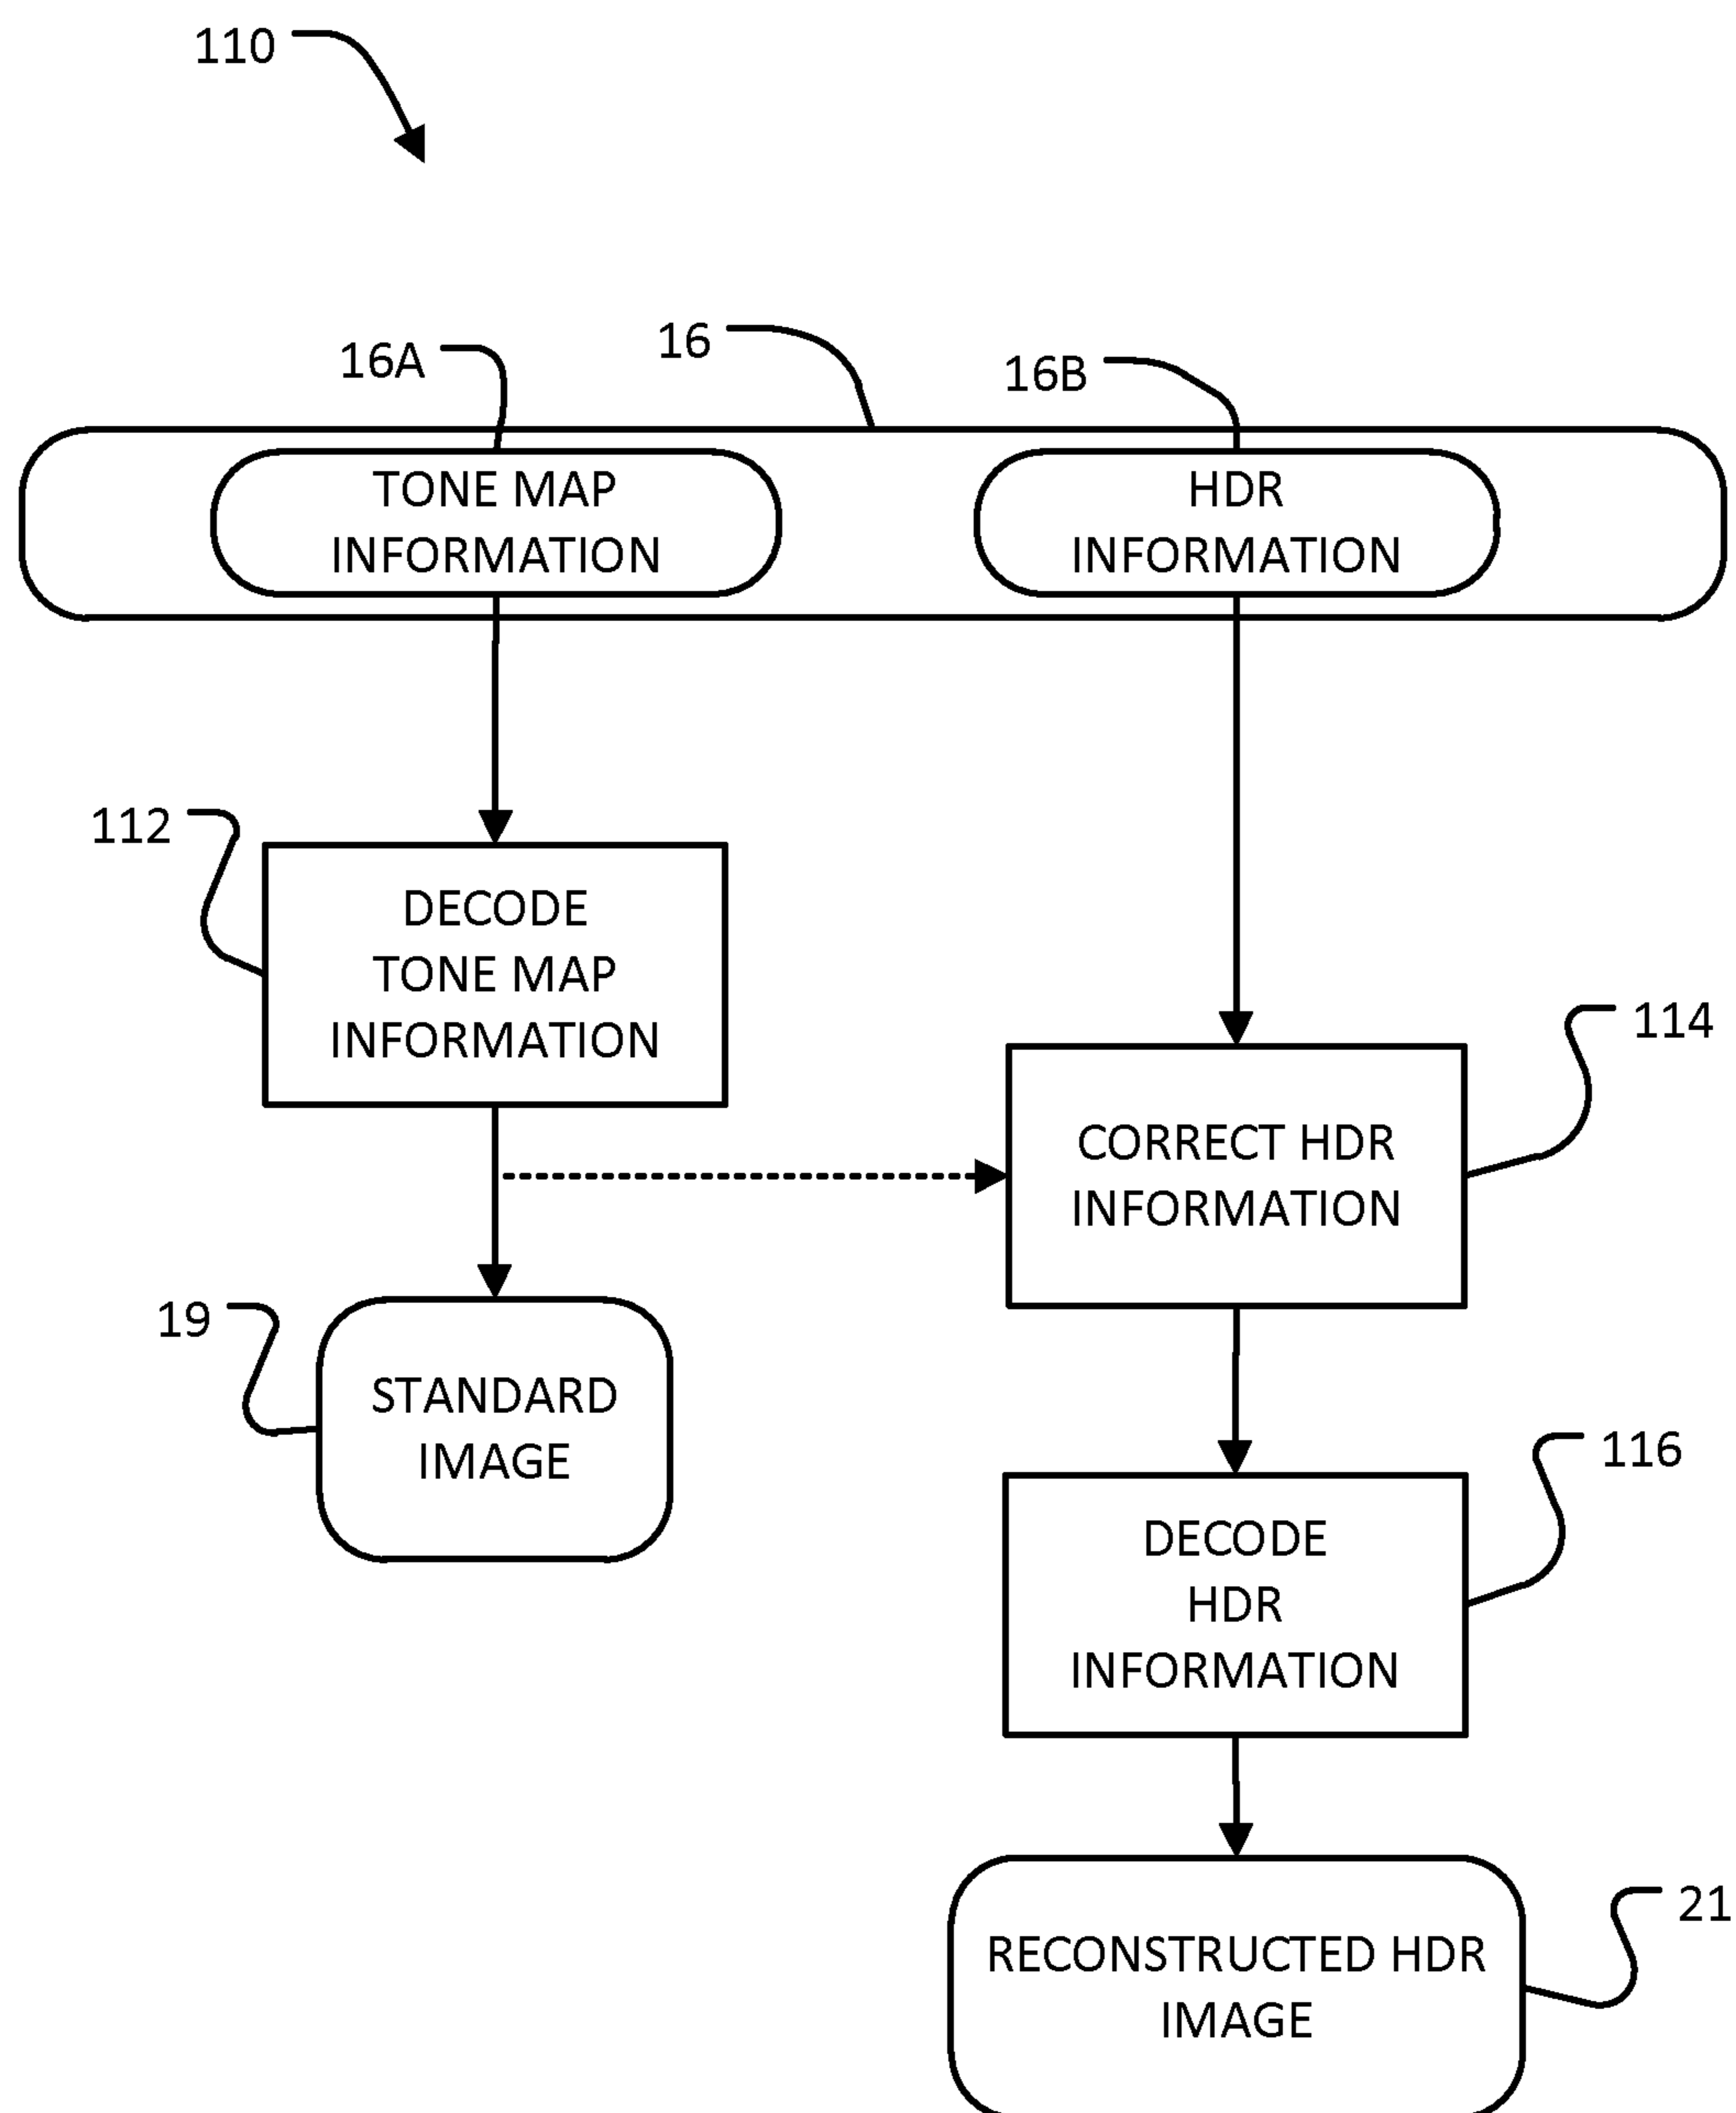 110
16
16A
16B
TONE MAP
INFORMATION
HDR
INFORMATION
112
DECODE
TONE MAP
INFORMATION
114
CORRECT HDR
INFORMATION
19
STANDARD
IMAGE
116
DECODE
HDR
INFORMATION
21
RECONSTRUCTED HDR
IMAGE